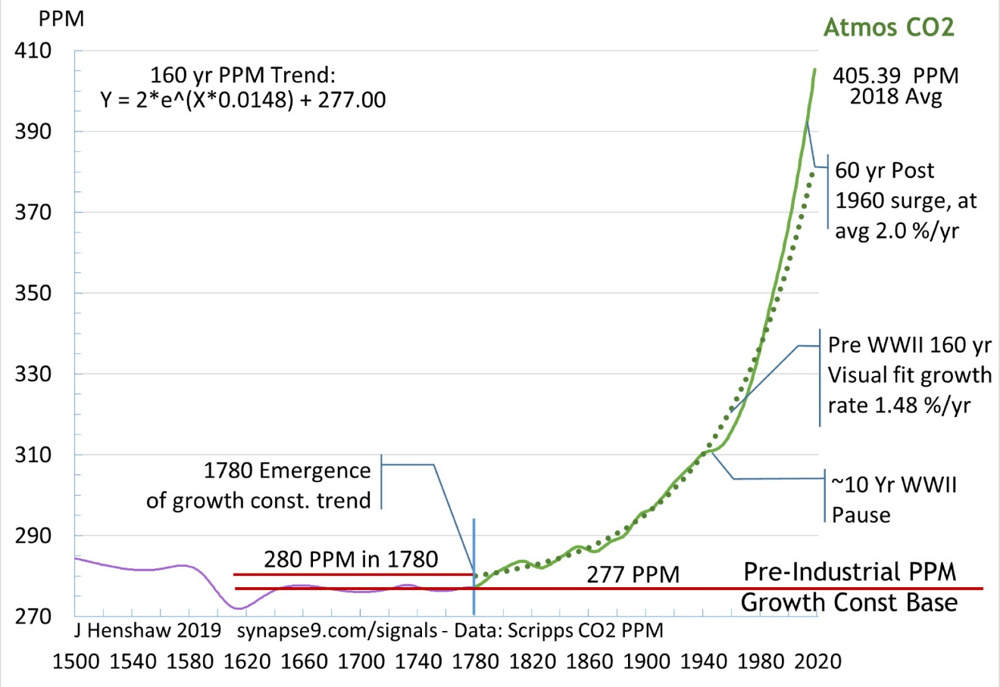 PPM
Atmos CO2
410
390
370
350
330
310
290
270
160 yr PPM Trend:
Y = 2*e^(X*0.0148) + 277.00
405.39 PPM
2018 Avg
60 yr Post
1960 surge, at
avg 2.0 %/yr
Pre WWII 160 yr
Visual fit growth
rate 1.48 %/yr
1780 Emergence
of growth const. trend
~10 Yr WWII
Pause
280 PPM in 1780
277 PPM
Pre-Industrial PPM
Growth Const Base
J Henshaw 2019 synapse9.com/signals - Data: Scripps CO2 PPM
1500 1540 1580 1620 1660 1700 1740 1780 1820 1860 1900 1940 1980 2020